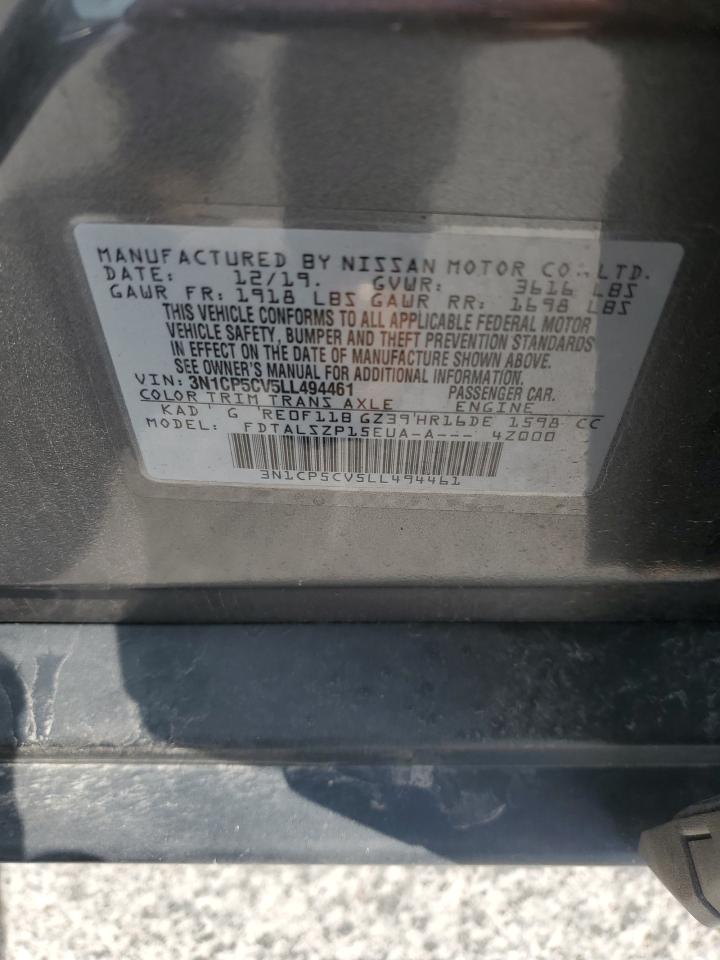 MANUFACTURED BY NISSAN MOTOR CO., LTD.
DATE: 12/19. GVWR: 3616 LBS
GAWR FR: 1918 LBS GAWR RR: 1698 LBS
THIS VEHICLE CONFORMS TO ALL APPLICABLE FEDERAL MOTOR
VEHICLE SAFETY, BUMPER AND THEFT PREVENTION STANDARDS
IN EFFECT ON THE DATE OF MANUFACTURE SHOWN ABOVE.
SEE OWNER'S MANUAL FOR ADDITIONAL INFORMATION.
VIN: 3N1CP5CV5LL494461 PASSENGER CAR.
COLOR TRIM TRANS AXLE ENGINE
KAD G RE0F11B GZ39 HR16DE 1598 CC
MODEL: FDTALSZP15EUA-A--- 4Z000
3N1CP5CV5LL494461